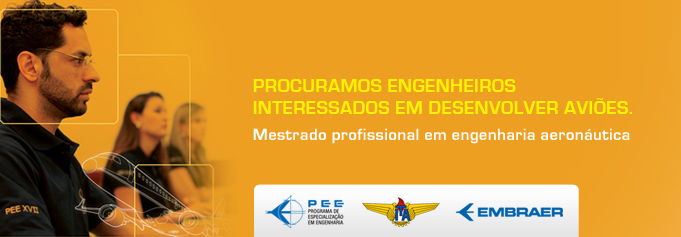 PROCURAMOS ENGENHEIROS
INTERESSADOS EM DESENVOLVER AVIÕES.
Mestrado profissional em engenharia aeronáutica
PEE XVII
PEE
PROGRAMA DE
ESPECIALIZAÇÃO
EM ENGENHARIA
ITA
EMBRAER